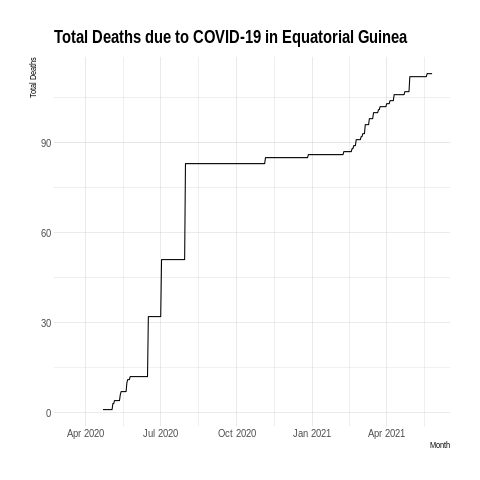 Total Deaths due to COVID-19 in Equatorial Guinea
Total Deaths
90
60
30
0
Apr 2020 Jul 2020 Oct 2020 Jan 2021 Apr 2021
Month